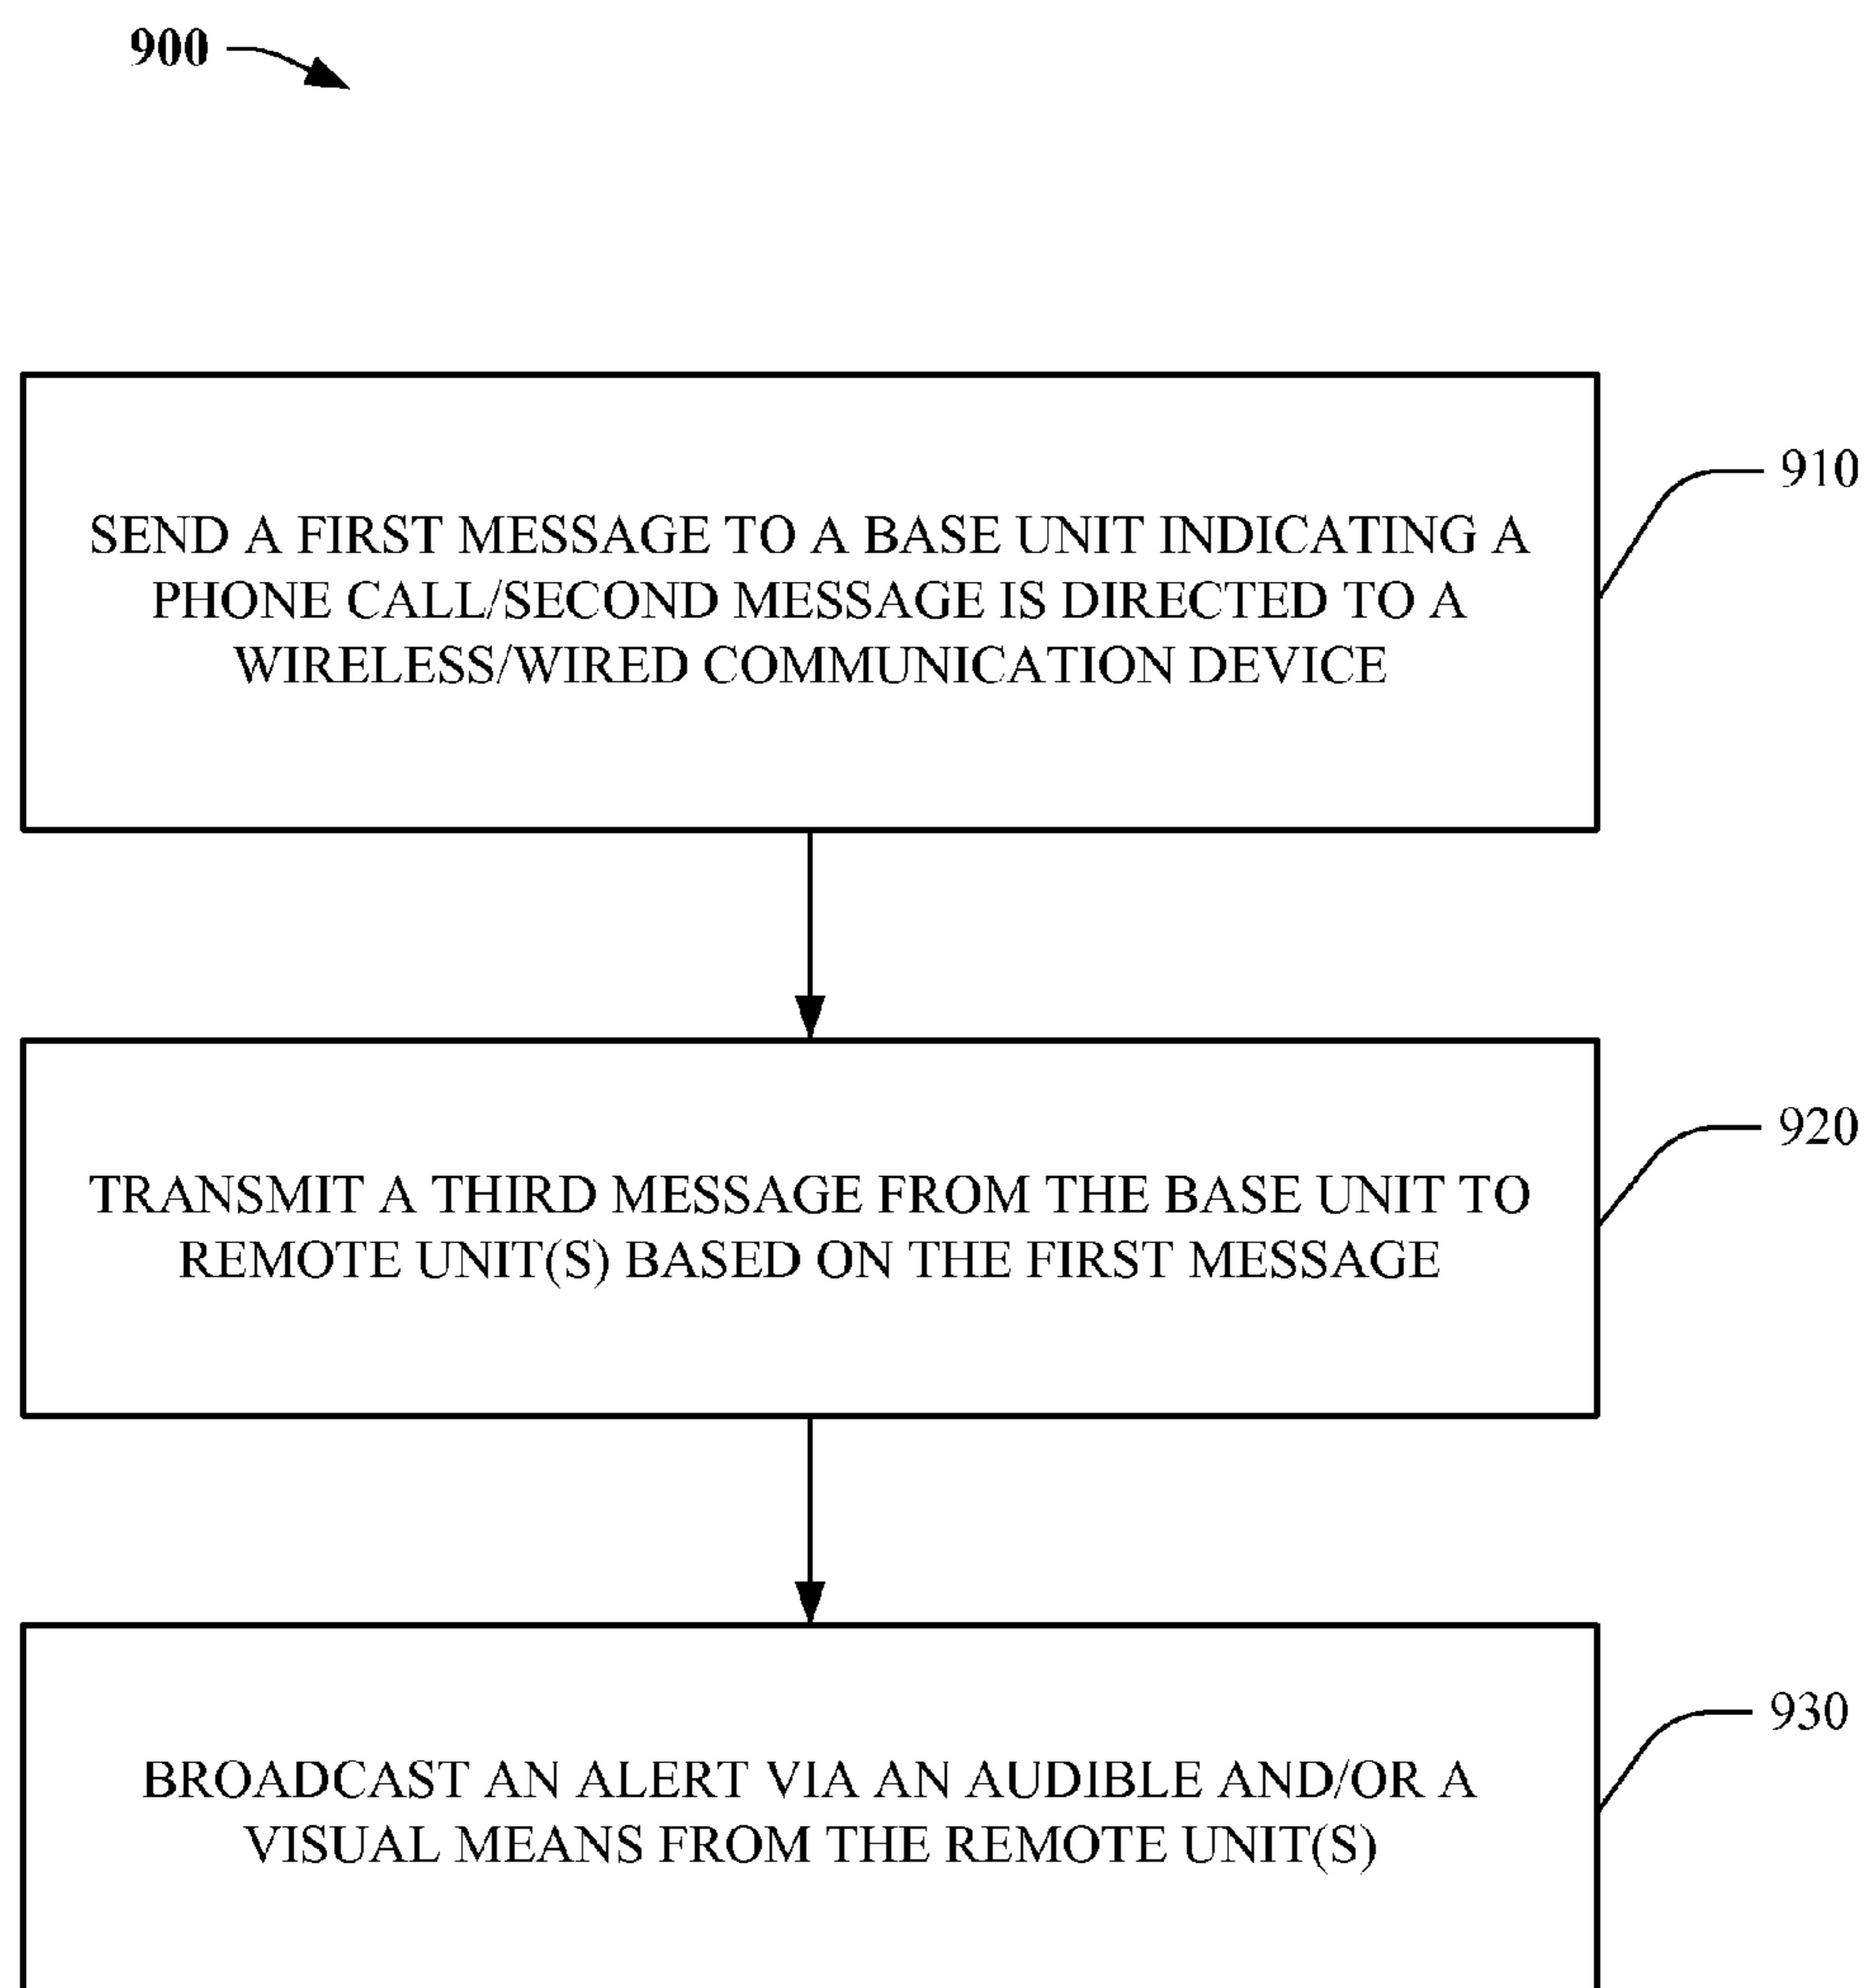 900
SEND A FIRST MESSAGE TO A BASE UNIT INDICATING A
PHONE CALL/SECOND MESSAGE IS DIRECTED TO A
WIRELESS/WIRED COMMUNICATION DEVICE
910
TRANSMIT A THIRD MESSAGE FROM THE BASE UNIT TO
REMOTE UNIT(S) BASED ON THE FIRST MESSAGE
920
BROADCAST AN ALERT VIA AN AUDIBLE AND/OR A
VISUAL MEANS FROM THE REMOTE UNIT(S)
930